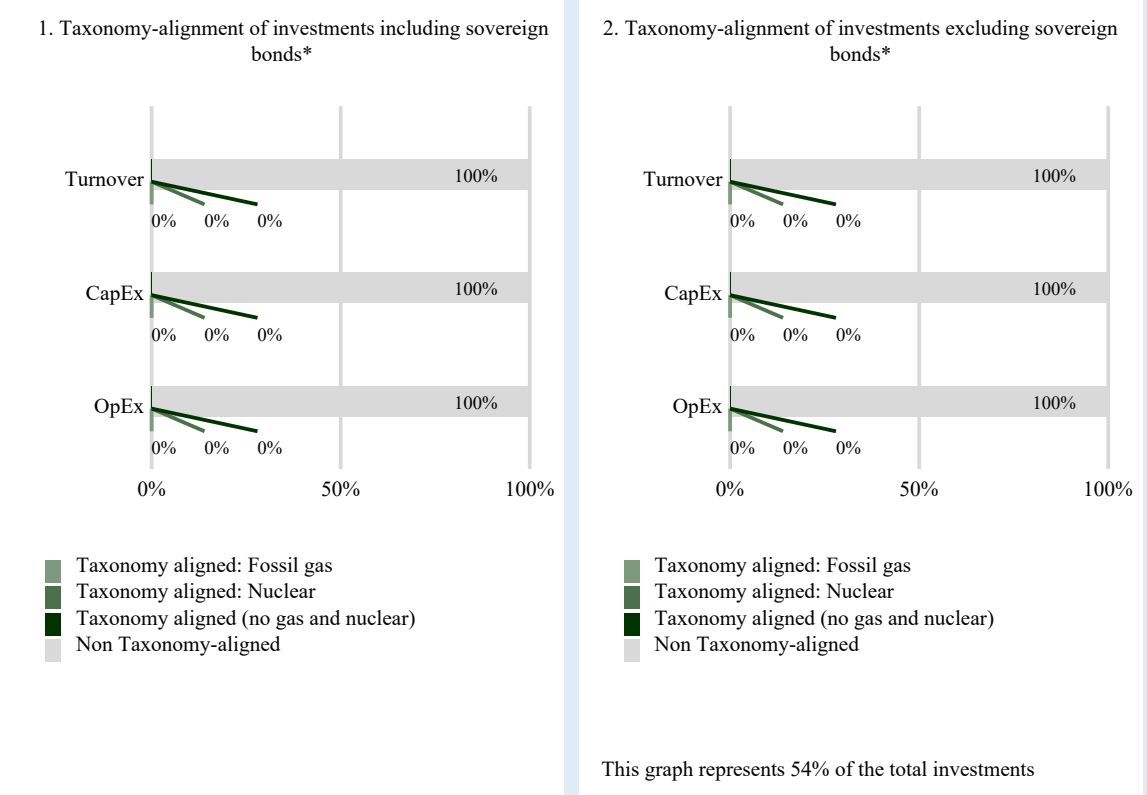 1. Taxonomy-alignment of investments including sovereign
bonds*
Turnover
100%
0% 0% 0%
CapEx
100%
0% 0% 0%
OpEx
100%
0% 0% 0%
0% 50% 100%
Taxonomy aligned: Fossil gas
Taxonomy aligned: Nuclear
Taxonomy aligned (no gas and nuclear)
Non Taxonomy-aligned
2. Taxonomy-alignment of investments excluding sovereign
bonds*
Turnover
100%
0% 0% 0%
CapEx
100%
0% 0% 0%
OpEx
100%
0% 0% 0%
0% 50% 100%
Taxonomy aligned: Fossil gas
Taxonomy aligned: Nuclear
Taxonomy aligned (no gas and nuclear)
Non Taxonomy-aligned
This graph represents 54% of the total investments